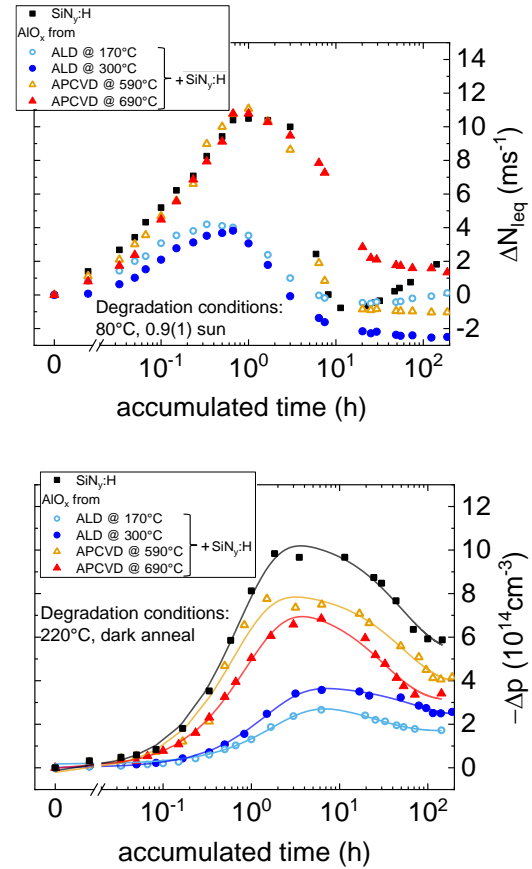 SiNy:H
AlOx from
ALD @ 170°C
ALD @ 300°C
APCVD @ 590°C
APCVD @ 690°C
+SiNy:H
14
12
10
8
6
4
2
0
-2
ΔNleq (ms-1)
Degradation conditions:
80°C, 0.9(1) sun
0
10-1
100
101
102
accumulated time (h)
SiNy:H
AlOx from
ALD @ 170°C
ALD @ 300°C
APCVD @ 590°C
APCVD @ 690°C
+SiNy:H
12
10
8
6
4
2
0
−Δp (1014cm-3)
Degradation conditions:
220°C, dark anneal
0
10-1
100
101
102
accumulated time (h)